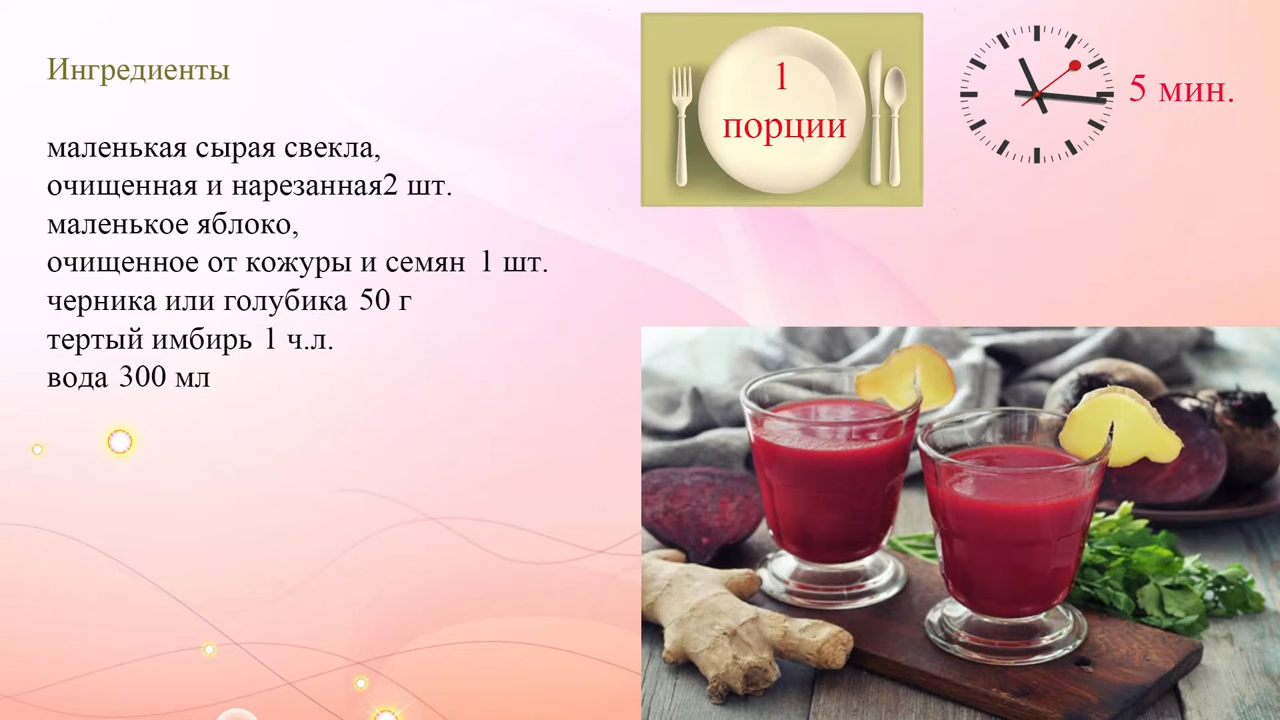 Ингредиенты
маленькая сырая свекла,
очищенная и нарезанная2 шт.
маленькое яблоко,
очищенное от кожуры и семян 1 шт.
черника или голубика 50 г
тертый имбирь 1 ч.л.
вода 300 мл
1
порции
5 мин.